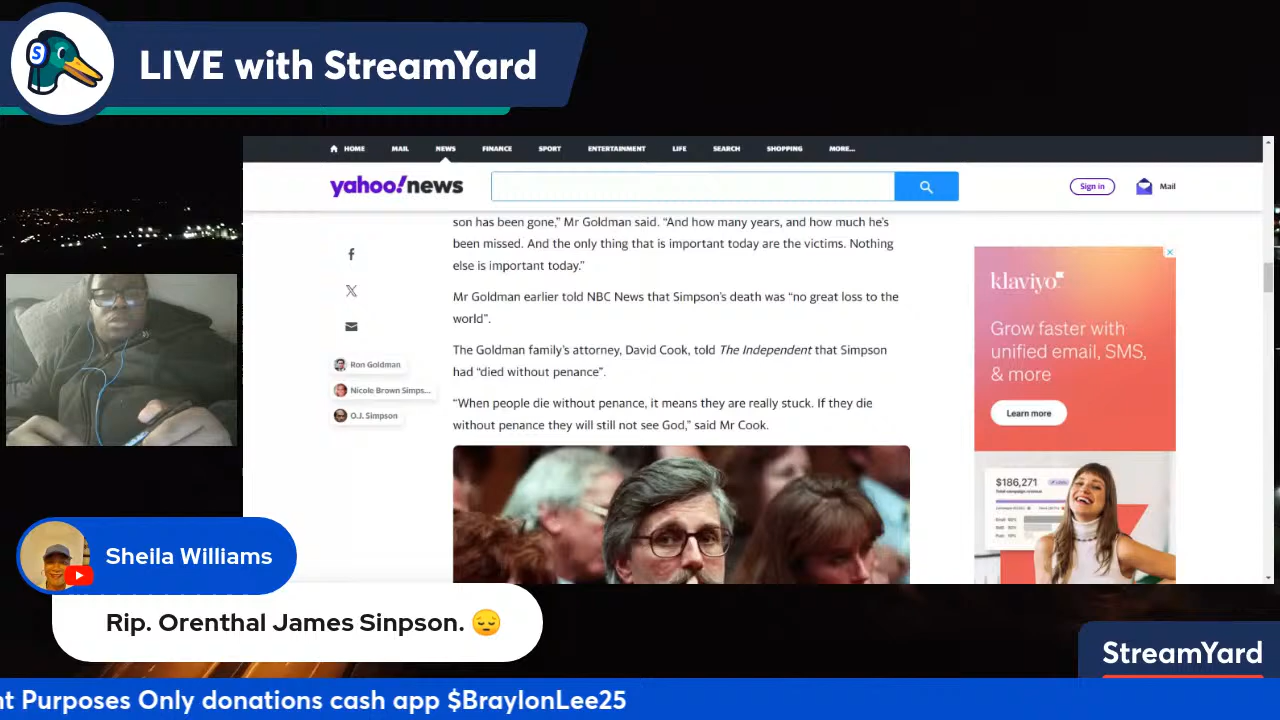 S
LIVE with StreamYard
HOME MAIL NEWS FINANCE SPORT ENTERTAINMENT LIFE SEARCH SHOPPING MORE...
yahoo!news
Sign in
Mail
son has been gone,” Mr Goldman said. “And how many years, and how much he's
been missed. And the only thing that is important today are the victims. Nothing
else is important today.”
Mr Goldman earlier told NBC News that Simpson's death was “no great loss to the
world”.
The Goldman family's attorney, David Cook, told The Independent that Simpson
had “died without penance”.
“When people die without penance, it means they are really stuck. If they die
without penance they will still not see God,” said Mr Cook.
Ron Goldman
Nicole Brown Simps...
O.J. Simpson
klaviyo
Grow faster with
unified email, SMS,
& more
Learn more
$186,271
Total campaign revenue
Sheila Williams
Rip. Orenthal James Sinpson. 😔
StreamYard
nt Purposes Only donations cash app $BraylonLee25